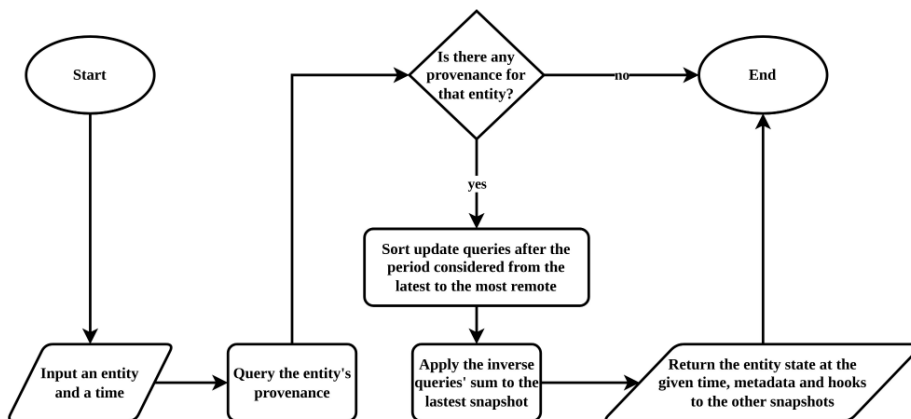 Start
Is there any
provenance for
that entity?
no
End
yes
Sort update queries after the
period considered from the
latest to the most remote
Input an entity
and a time
Query the entity's
provenance
Apply the inverse
queries' sum to the
lastest snapshot
Return the entity state at the
given time, metadata and hooks
to the other snapshots